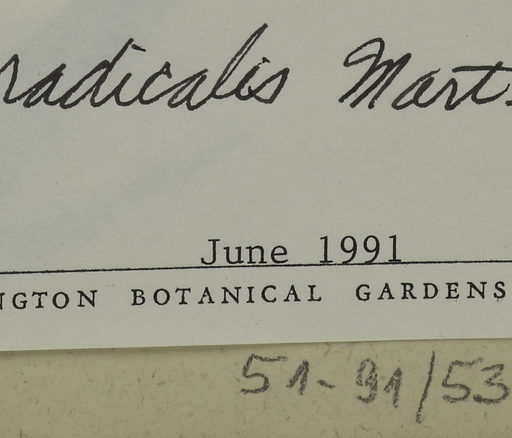 radicalis Mart.
June 1991
NGTON BOTANICAL GARDENS
51-91/53